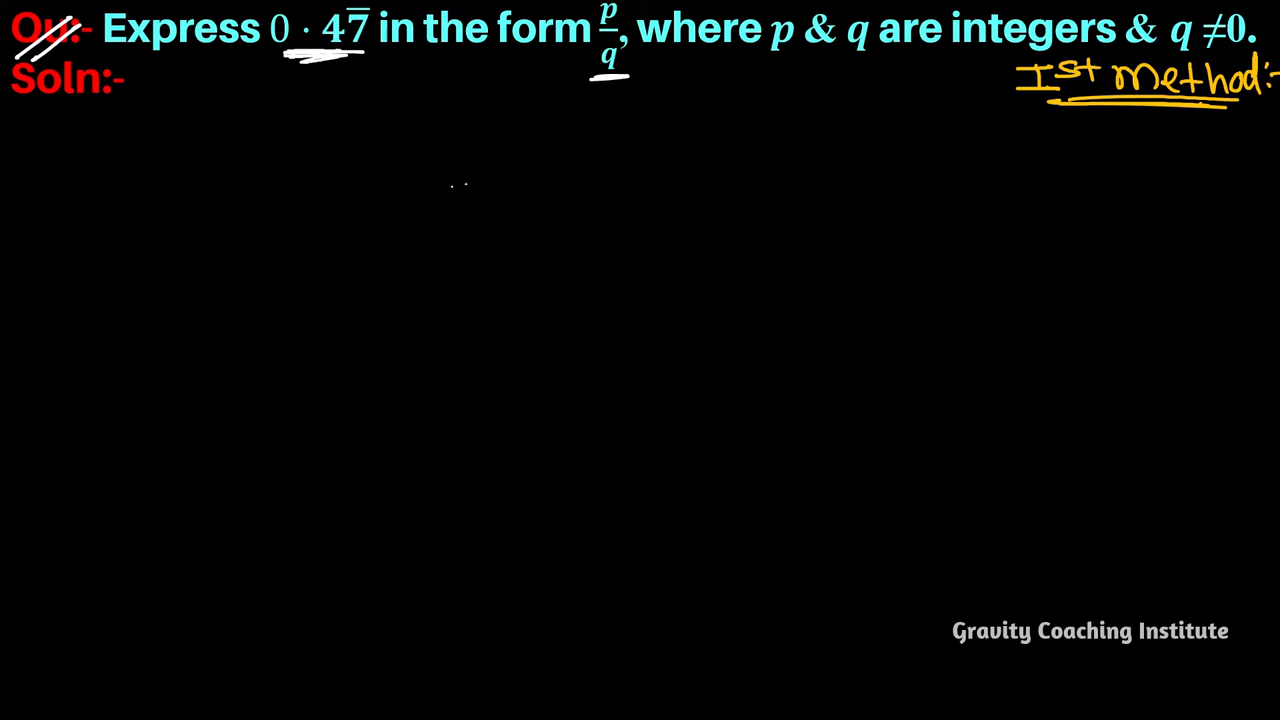 Qu:- Express 0 · 47̅ in the form p/q, where p & q are integers & q ≠0.
Soln:-
Ist Method:-
Gravity Coaching Institute